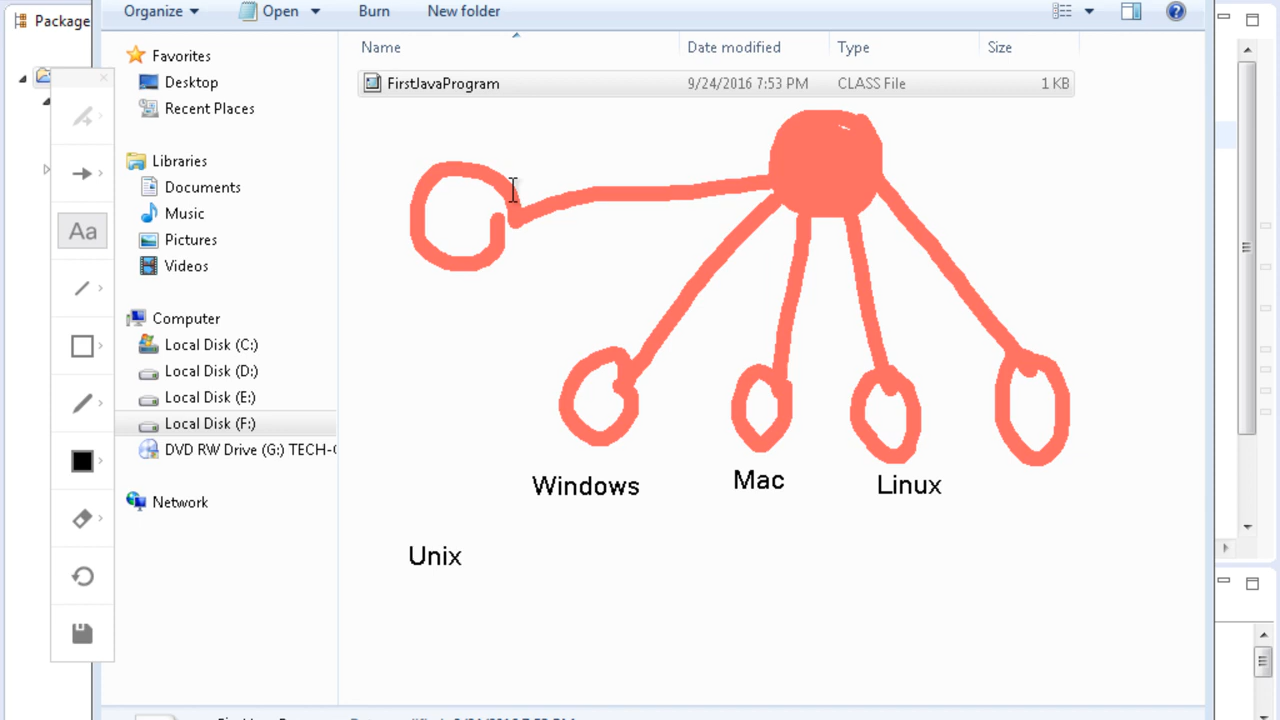 Package
Organize
Open
Burn
New folder
Name
Date modified
Type
Size
FirstJavaProgram
9/24/2016 7:53 PM
CLASS File
1 KB
Favorites
Desktop
Recent Places
Libraries
Documents
Music
Pictures
Videos
Computer
Local Disk (C:)
Local Disk (D:)
Local Disk (E:)
Local Disk (F:)
DVD RW Drive (G:) TECH-
Network
Aa
Windows
Mac
Linux
Unix